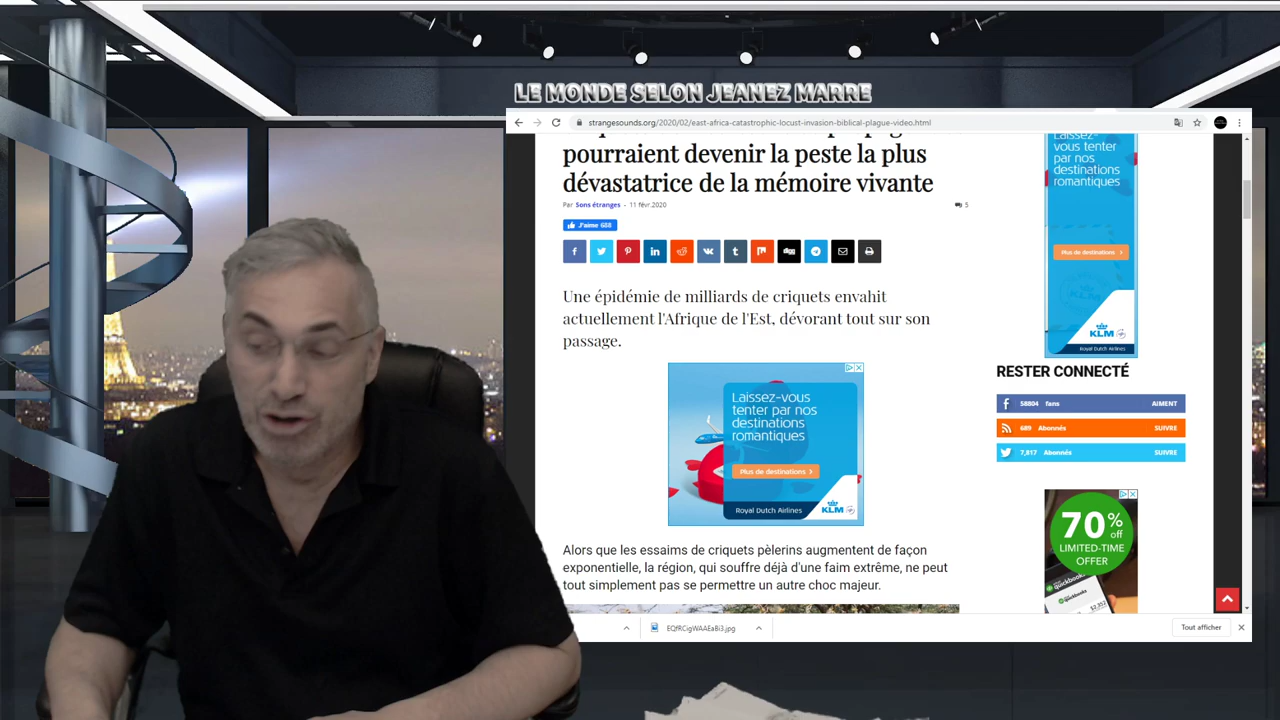 LE MONDE SELON JEANEZ MARRE
strangesounds.org/2020/02/east-africa-catastrophic-locust-invasion-biblical-plague-video.html
pourraient devenir la peste la plus
dévastatrice de la mémoire vivante
Par Sons étranges - 11 févr.2020
5
J'aime 688
digg
Une épidémie de milliards de criquets envahit
actuellement l'Afrique de l'Est, dévorant tout sur son
passage.
Laissez-vous
tenter par
nos
destinations
romantiques
Plus de destinations >
Royal Dutch Airlines
KLM
Alors que les essaims de criquets pèlerins augmentent de façon
exponentielle, la région, qui souffre déjà d'une faim extrême, ne peut
tout simplement pas se permettre un autre choc majeur.
Laissez-
vous tenter
par nos
destinations
romantiques
Plus de destinations >
KLM
Royal Dutch Airlines
RESTER CONNECTÉ
58804 fans AIMENT
689 Abonnés SUIVRE
7,817 Abonnés SUIVRE
70% off
LIMITED-TIME
OFFER
quickbooks
EQfRCigWAAEaBi3.jpg
Tout afficher